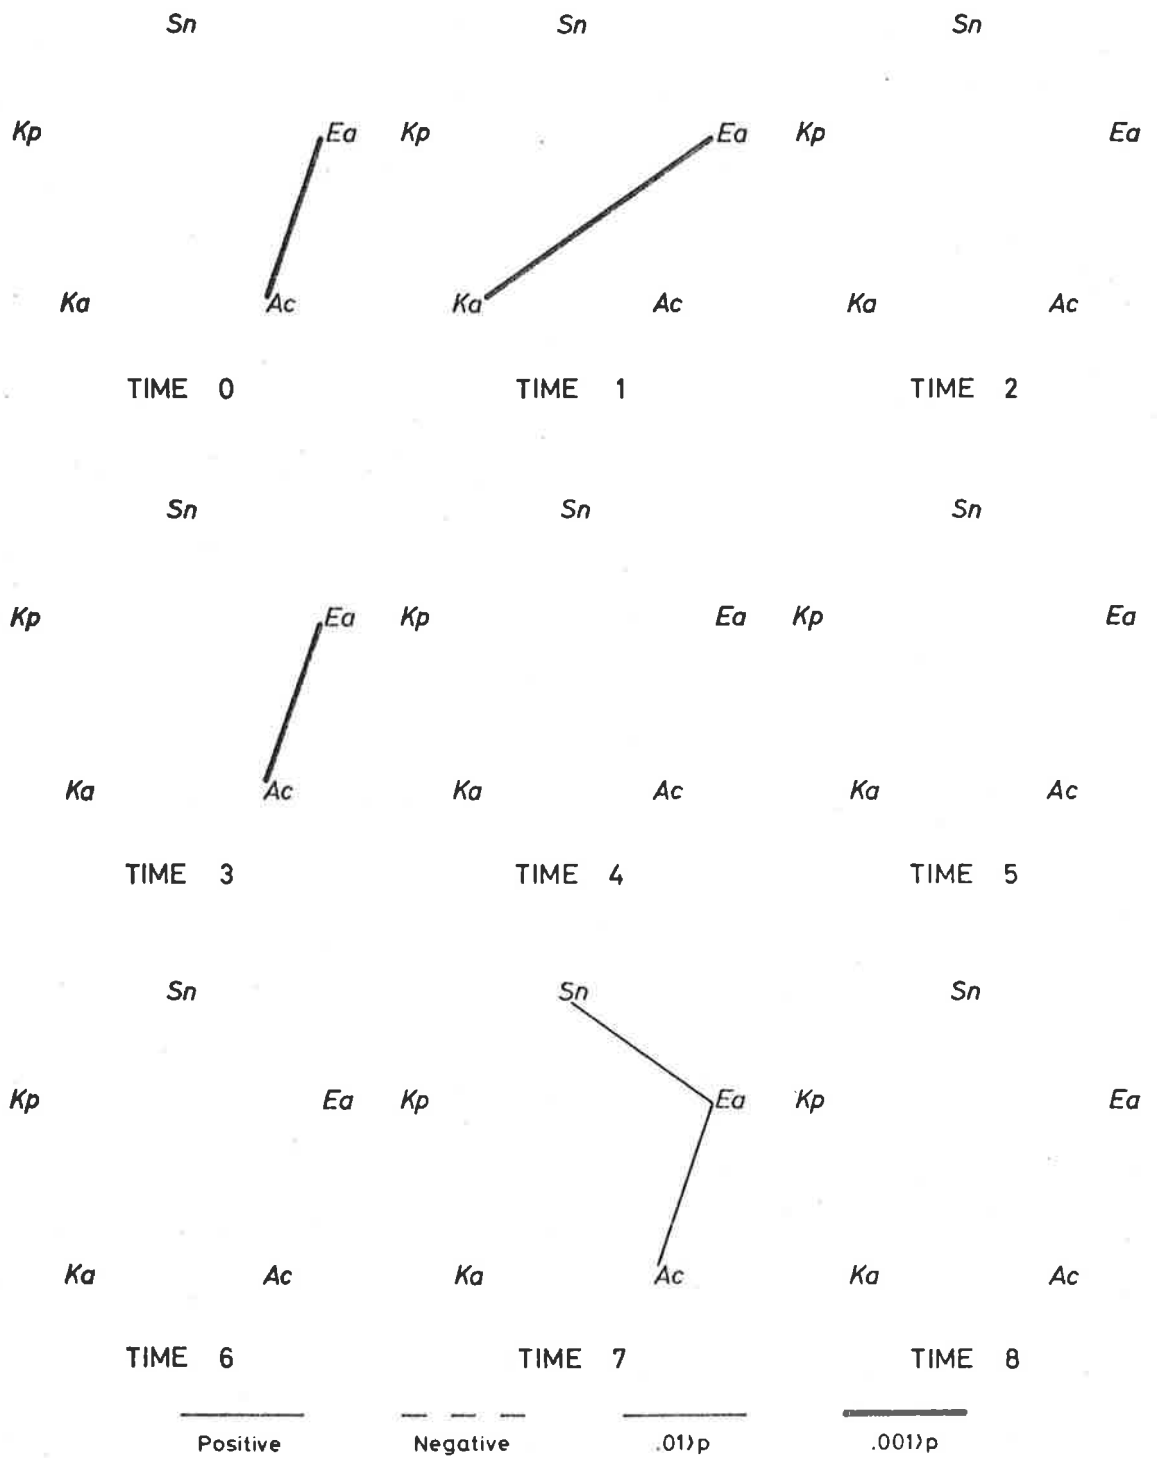 Sn Sn Sn
Kp Ea Kp Ea Kp Ea
Ka Ac Ka Ac Ka Ac
TIME 0 TIME 1 TIME 2
Sn Sn Sn
Kp Ea Kp Ea Kp Ea
Ka Ac Ka Ac Ka Ac
TIME 3 TIME 4 TIME 5
Sn Sn Sn
Kp Ea Kp Ea Kp Ea
Ka Ac Ka Ac Ka Ac
TIME 6 TIME 7 TIME 8
Positive Negative .01⟩p .001⟩p